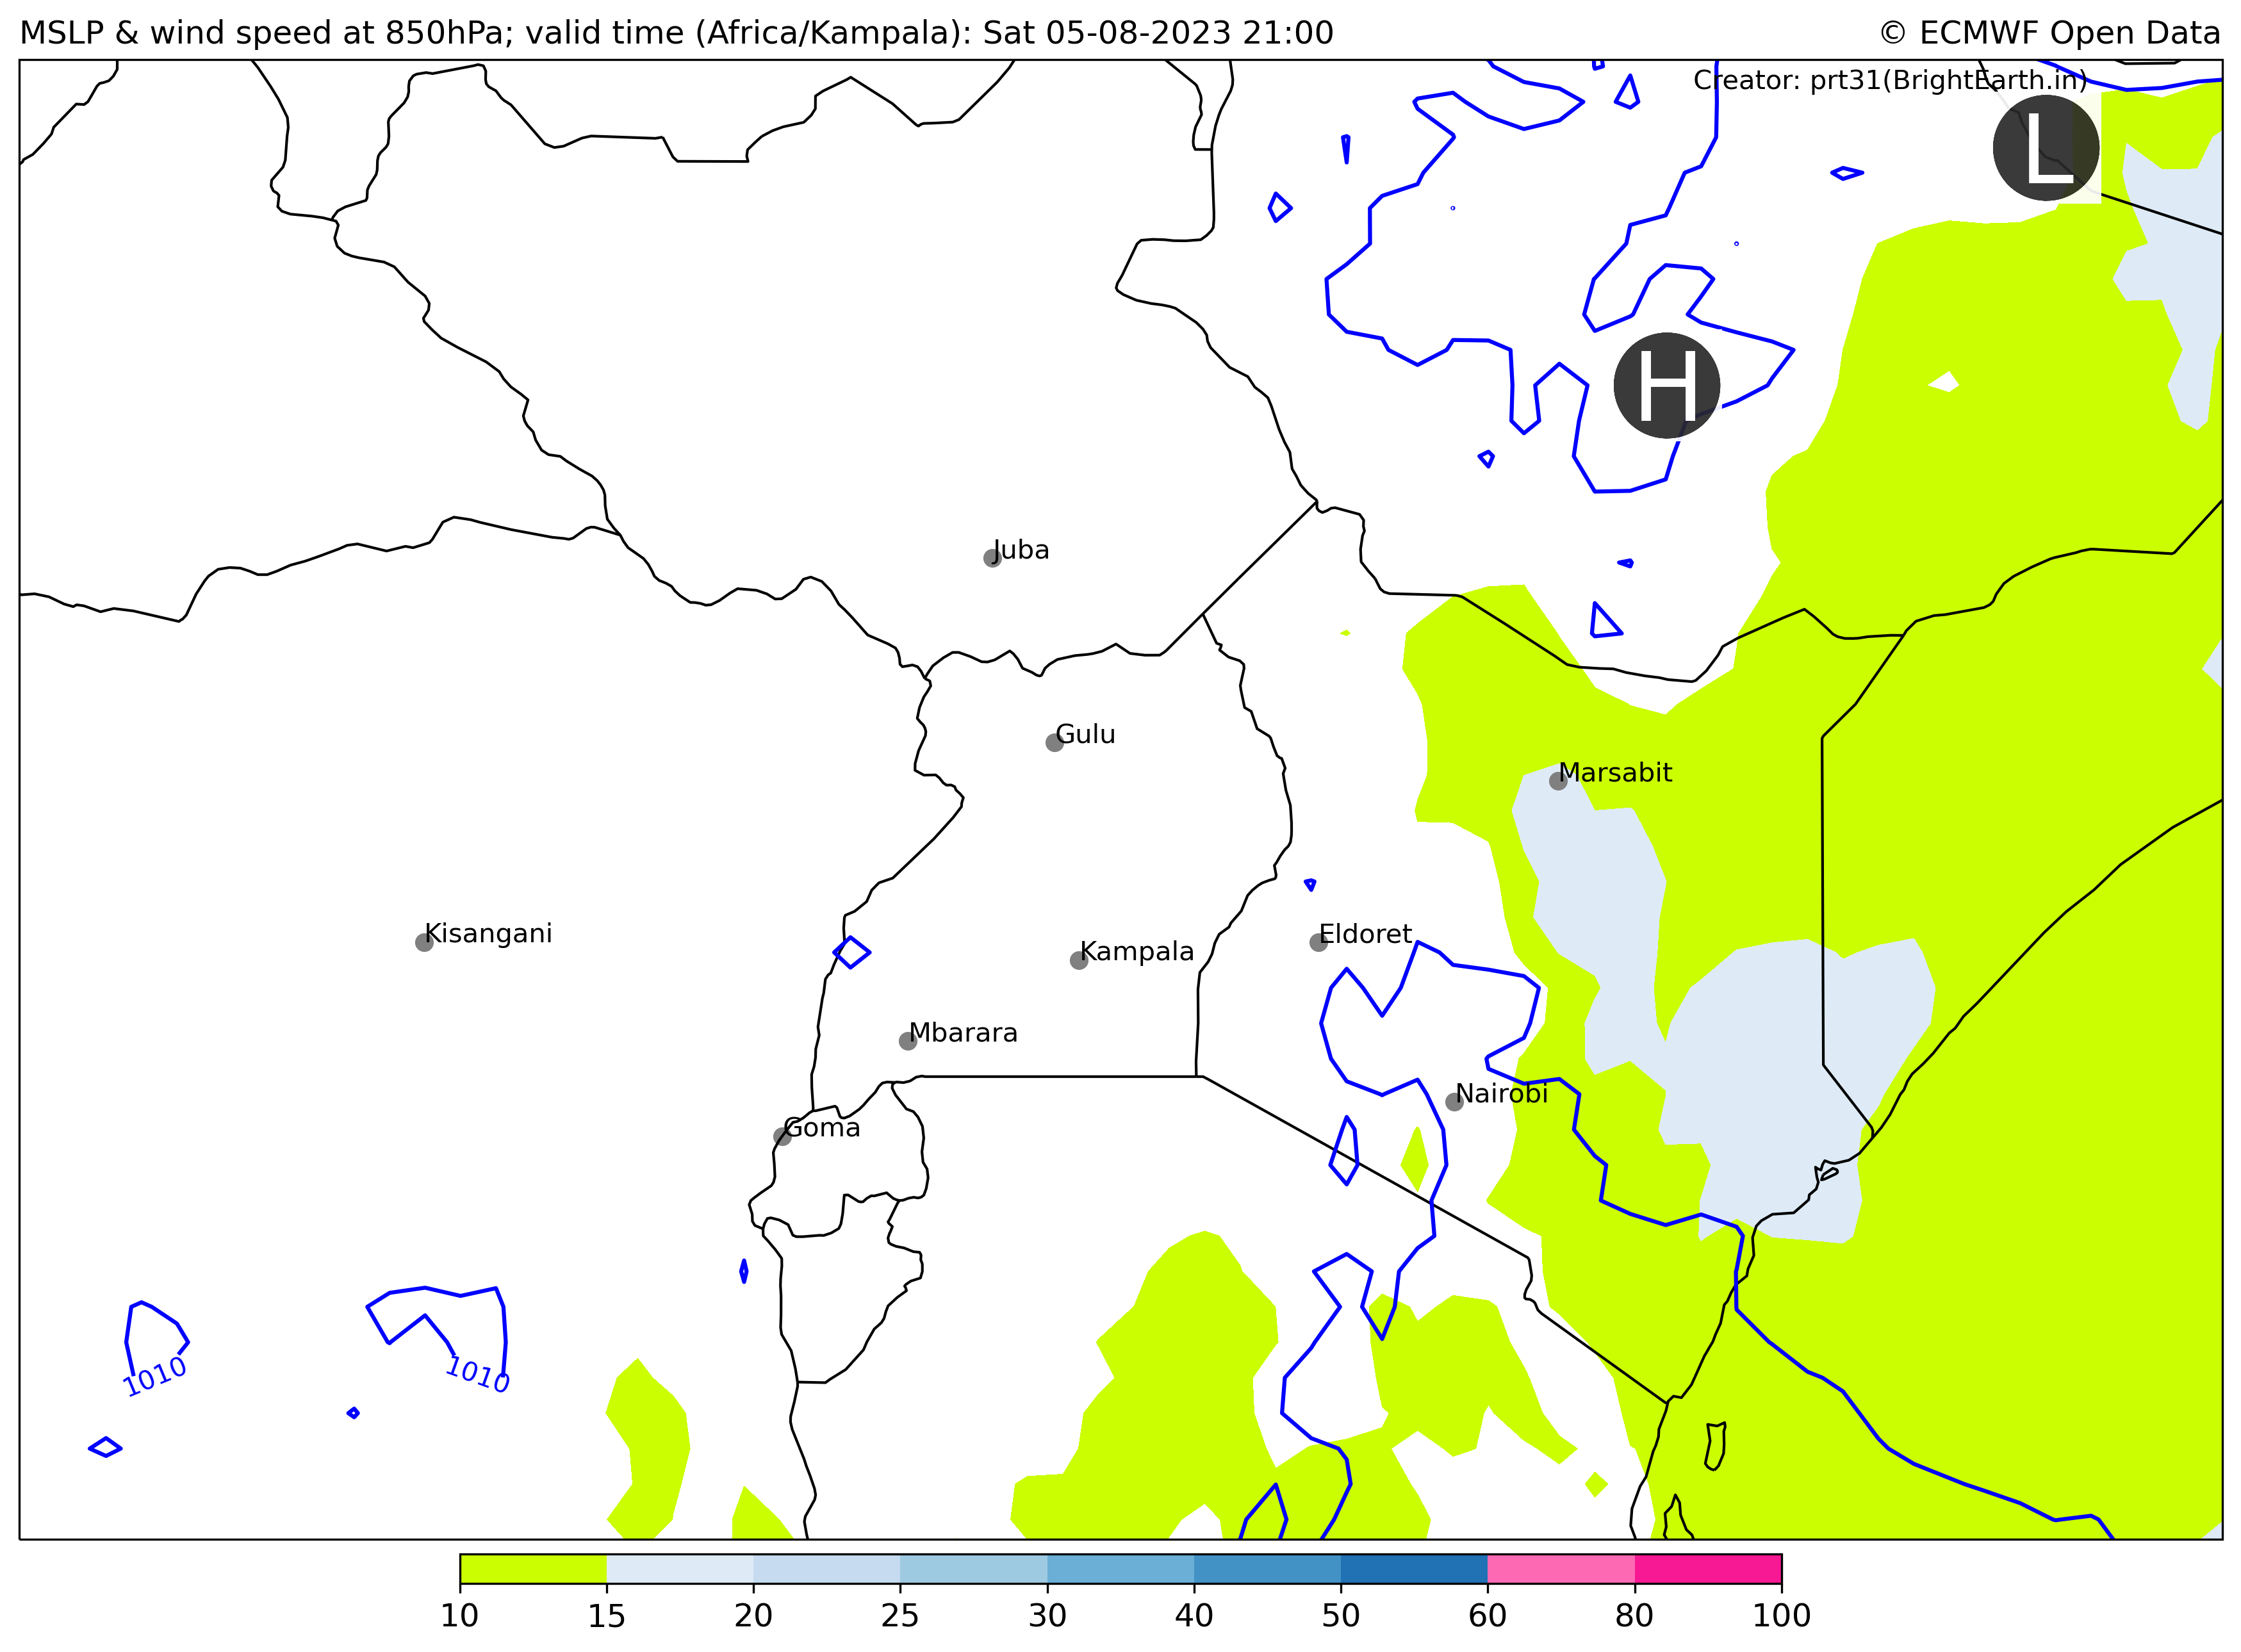 MSLP & wind speed at 850hPa; valid time (Africa/Kampala): Sat 05-08-2023 21:00
© ECMWF Open Data
Creator: prt31(BrightEarth.in)
L
H
Juba
Gulu
Marsabit
Kisangani
Eldoret
Kampala
Mbarara
Nairobi
Goma
1010
1010
10 15 20 25 30 40 50 60 80 100